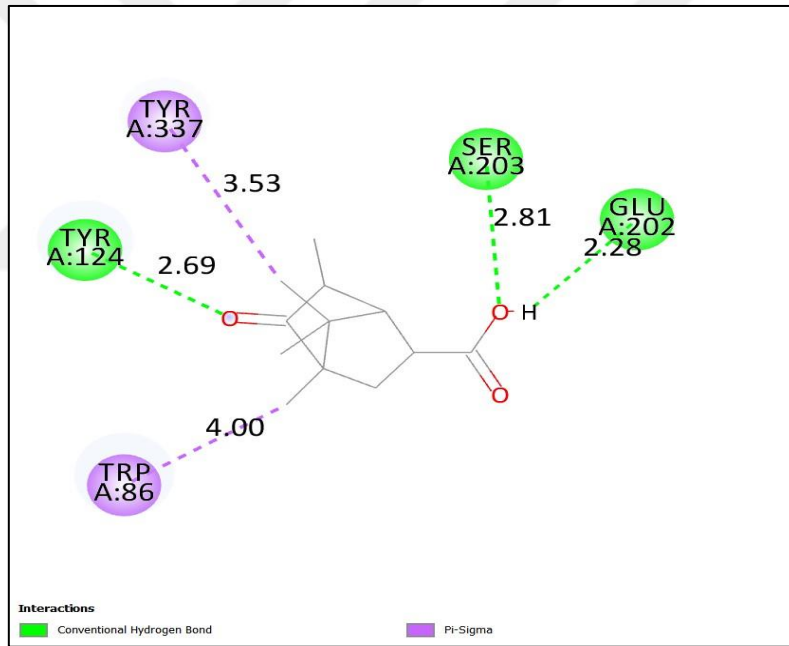 TYR
A:337
3.53
SER
A:203
GLU
A:202
2.81
2.28
TYR
A:124
2.69
O
O
H
O
4.00
TRP
A:86
Interactions
Conventional Hydrogen Bond
Pi-Sigma